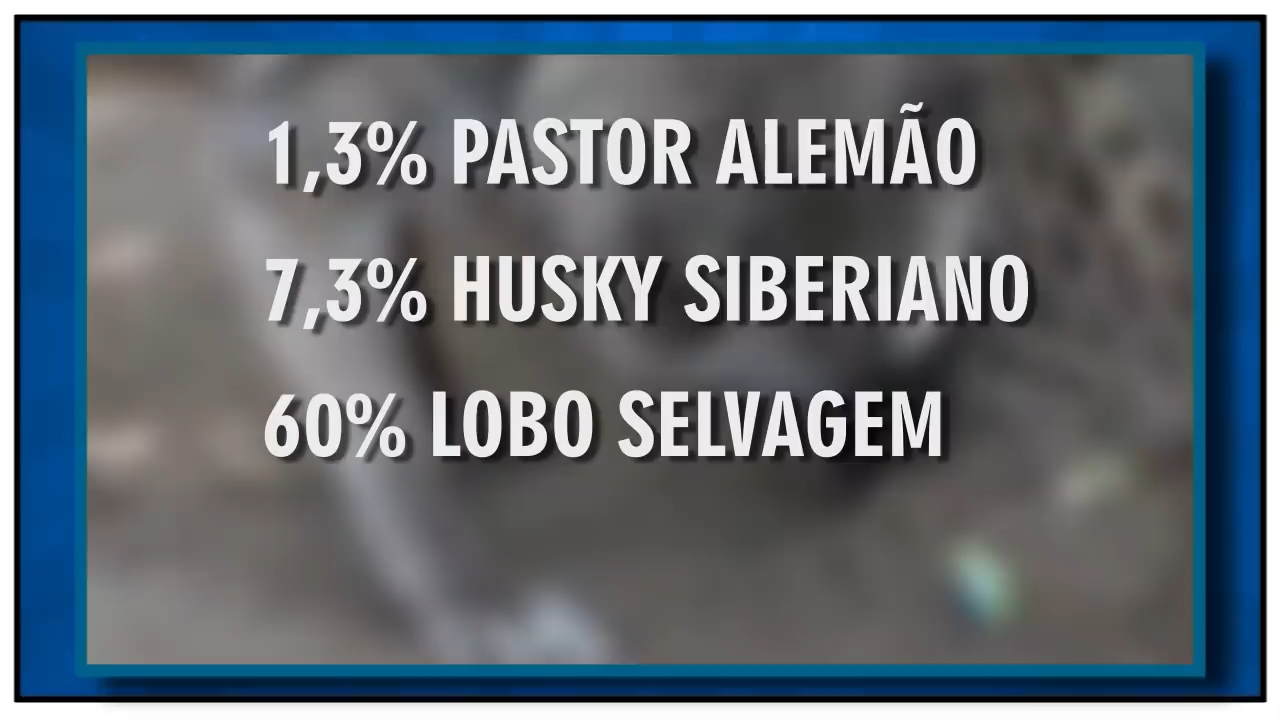 1,3% PASTOR ALEMÃO
7,3% HUSKY SIBERIANO
60% LOBO SELVAGEM